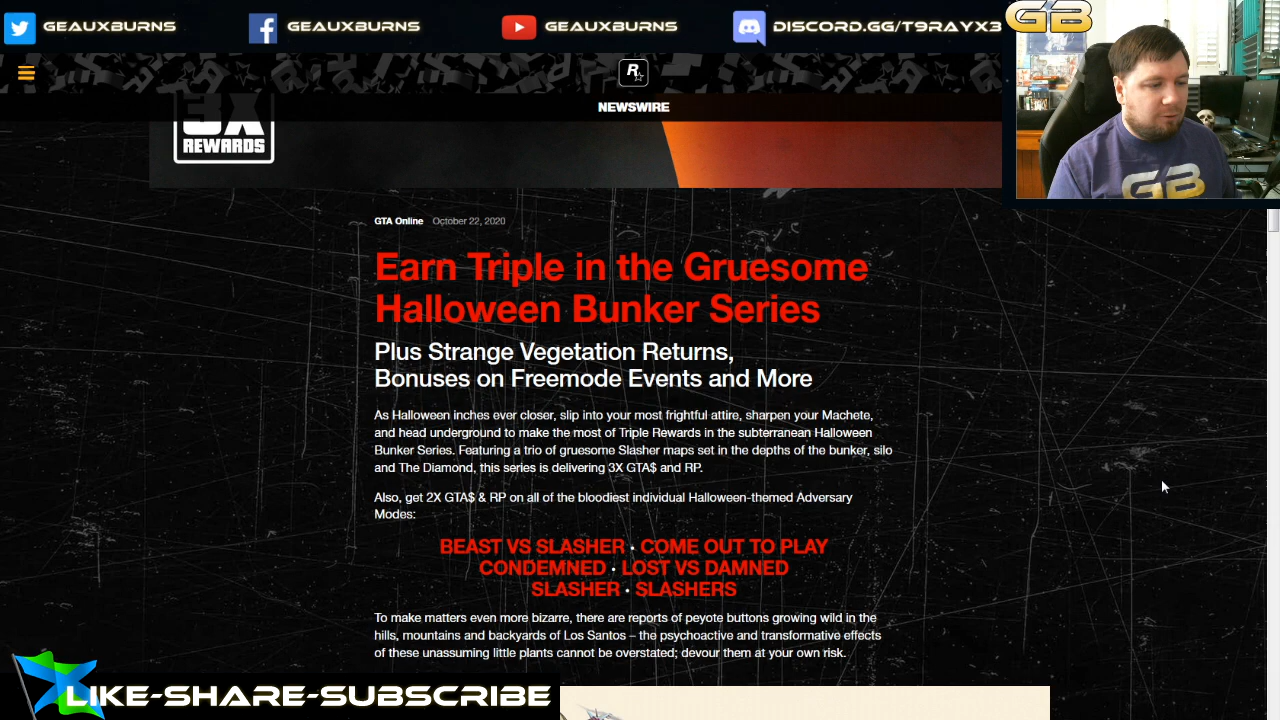 GEAUXBURNS
GEAUXBURNS
GEAUXBURNS
DISCORD.GG/T9RAYX3
GB
R
NEWSWIRE
3X
REWARDS
GB
GTA Online October 22, 2020
Earn Triple in the Gruesome
Halloween Bunker Series
Plus Strange Vegetation Returns,
Bonuses on Freemode Events and More
As Halloween inches ever closer, slip into your most frightful attire, sharpen your Machete,
and head underground to make the most of Triple Rewards in the subterranean Halloween
Bunker Series. Featuring a trio of gruesome Slasher maps set in the depths of the bunker, silo
and The Diamond, this series is delivering 3X GTA$ and RP.
Also, get 2X GTA$ & RP on all of the bloodiest individual Halloween-themed Adversary
Modes:
BEAST VS SLASHER • COME OUT TO PLAY
CONDEMNED • LOST VS DAMNED
SLASHER • SLASHERS
To make matters even more bizarre, there are reports of peyote buttons growing wild in the
hills, mountains and backyards of Los Santos – the psychoactive and transformative effects
of these unassuming little plants cannot be overstated; devour them at your own risk.
LIKE-SHARE-SUBSCRIBE